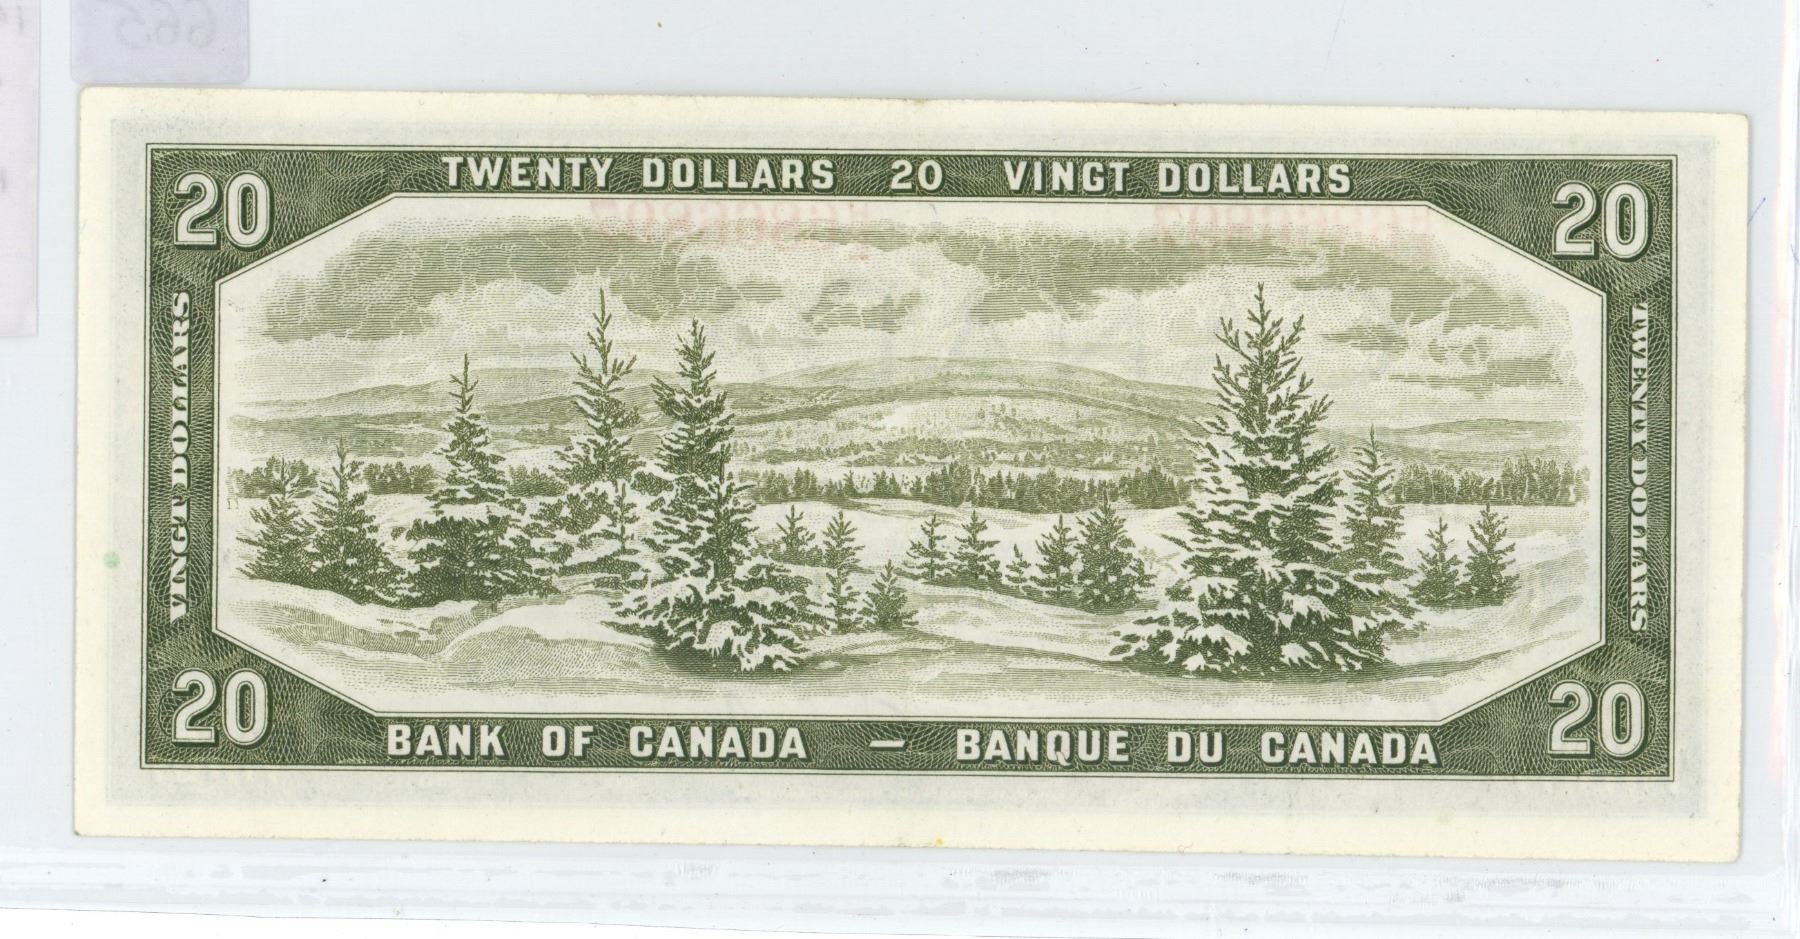 665
TWENTY DOLLARS 20 VINGT DOLLARS
20
20
VINGT DOLLARS
TWENTY DOLLARS
20
20
BANK OF CANADA — BANQUE DU CANADA